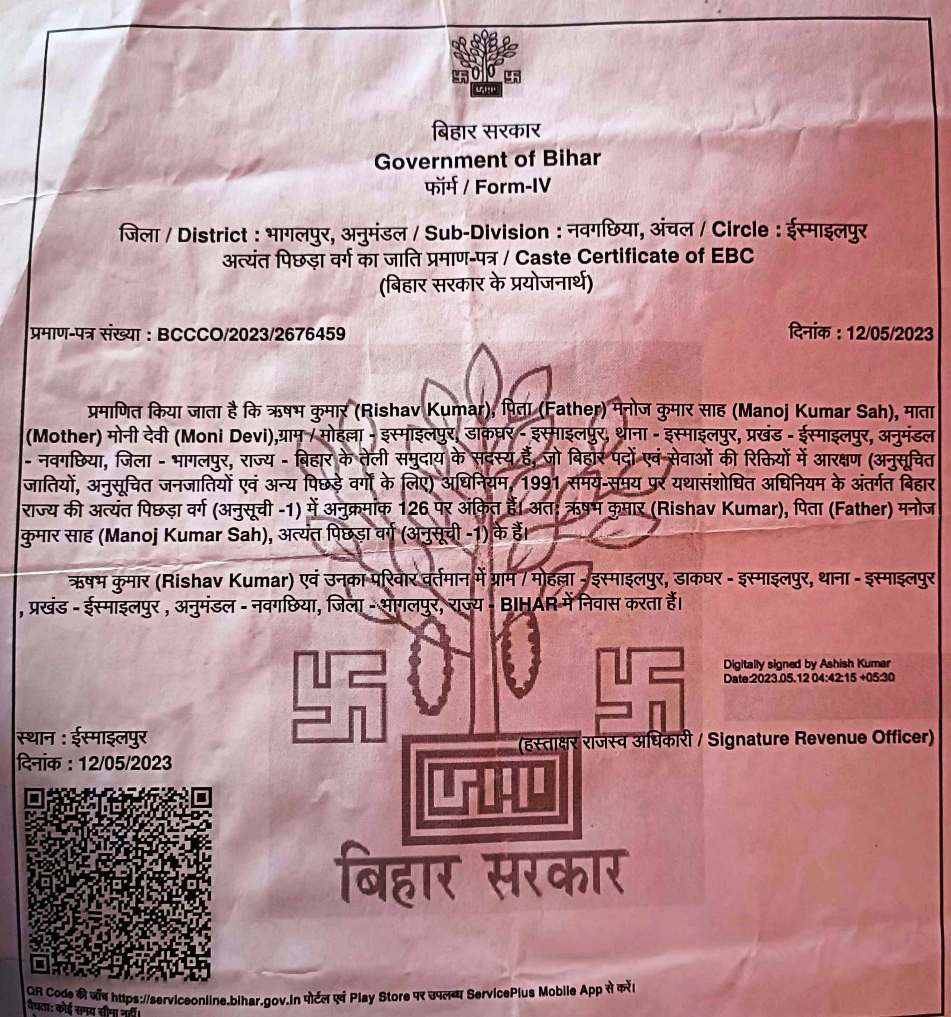 बिहार सरकार
Government of Bihar
फॉर्म / Form-IV
जिला / District : भागलपुर, अनुमंडल / Sub-Division : नवगछिया, अंचल / Circle : ईस्माइलपुर
अत्यंत पिछड़ा वर्ग का जाति प्रमाण-पत्र / Caste Certificate of EBC
(बिहार सरकार के प्रयोजनार्थ)
प्रमाण-पत्र संख्या : BCCCO/2023/2676459 दिनांक : 12/05/2023
प्रमाणित किया जाता है कि ऋषभ कुमार (Rishav Kumar), पिता (Father) मनोज कुमार साह (Manoj Kumar Sah), माता
(Mother) मोनी देवी (Moni Devi),ग्राम / मोहल्ला - इस्माइलपुर, डाकघर - इस्माइलपुर, थाना - इस्माइलपुर, प्रखंड - ईस्माइलपुर, अनुमंडल
- नवगछिया, जिला - भागलपुर, राज्य - बिहार के तेली समुदाय के सदस्य हैं, जो बिहार पदों एवं सेवाओं की रिक्तियों में आरक्षण (अनुसूचित
जातियों, अनुसूचित जनजातियों एवं अन्य पिछड़े वर्गों के लिए) अधिनियम, 1991 समय-समय पर यथासंशोधित अधिनियम के अंतर्गत बिहार
राज्य की अत्यंत पिछड़ा वर्ग (अनुसूची -1) में अनुक्रमांक 126 पर अंकित है। अतः ऋषभ कुमार (Rishav Kumar), पिता (Father) मनोज
कुमार साह (Manoj Kumar Sah), अत्यंत पिछड़ा वर्ग (अनुसूची -1) के हैं।
ऋषभ कुमार (Rishav Kumar) एवं उनका परिवार वर्तमान में ग्राम / मोहल्ला - इस्माइलपुर, डाकघर - इस्माइलपुर, थाना - इस्माइलपुर
, प्रखंड - ईस्माइलपुर , अनुमंडल - नवगछिया, जिला - भागलपुर, राज्य - BIHAR में निवास करता हैं।
Digitally signed by Ashish Kumar
Date:2023.05.12 04:42:15 +05:30
स्थान : ईस्माइलपुर
(हस्ताक्षर राजस्व अधिकारी / Signature Revenue Officer)
दिनांक : 12/05/2023
बिहार सरकार
QR Code की जाँच https://serviceonline.bihar.gov.in पोर्टल एवं Play Store पर उपलब्ध ServicePlus Mobile App से करें।
वैधता: कोई समय सीमा नहीं।